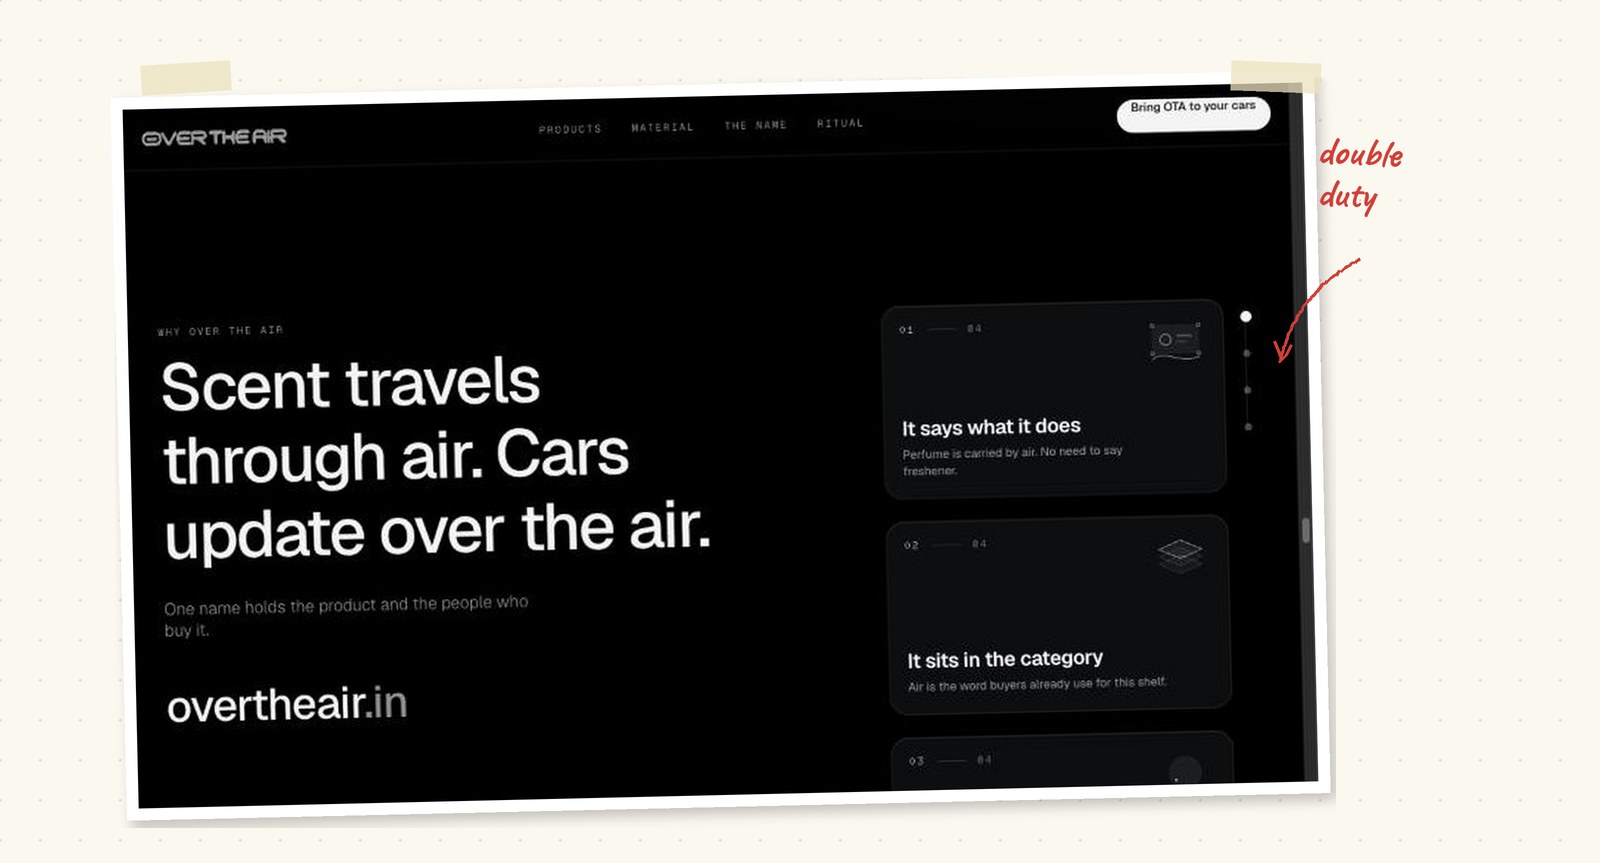 OVER THE AIR
PRODUCTS
MATERIAL
THE NAME
RITUAL
Bring OTA to your cars
double
duty
WHY OVER THE AIR
Scent travels
through air. Cars
update over the air.
One name holds the product and the people who
buy it.
overtheair.in
01 04
It says what it does
Perfume is carried by air. No need to say
freshener.
02 04
It sits in the category
Air is the word buyers already use for this shelf.
03 04